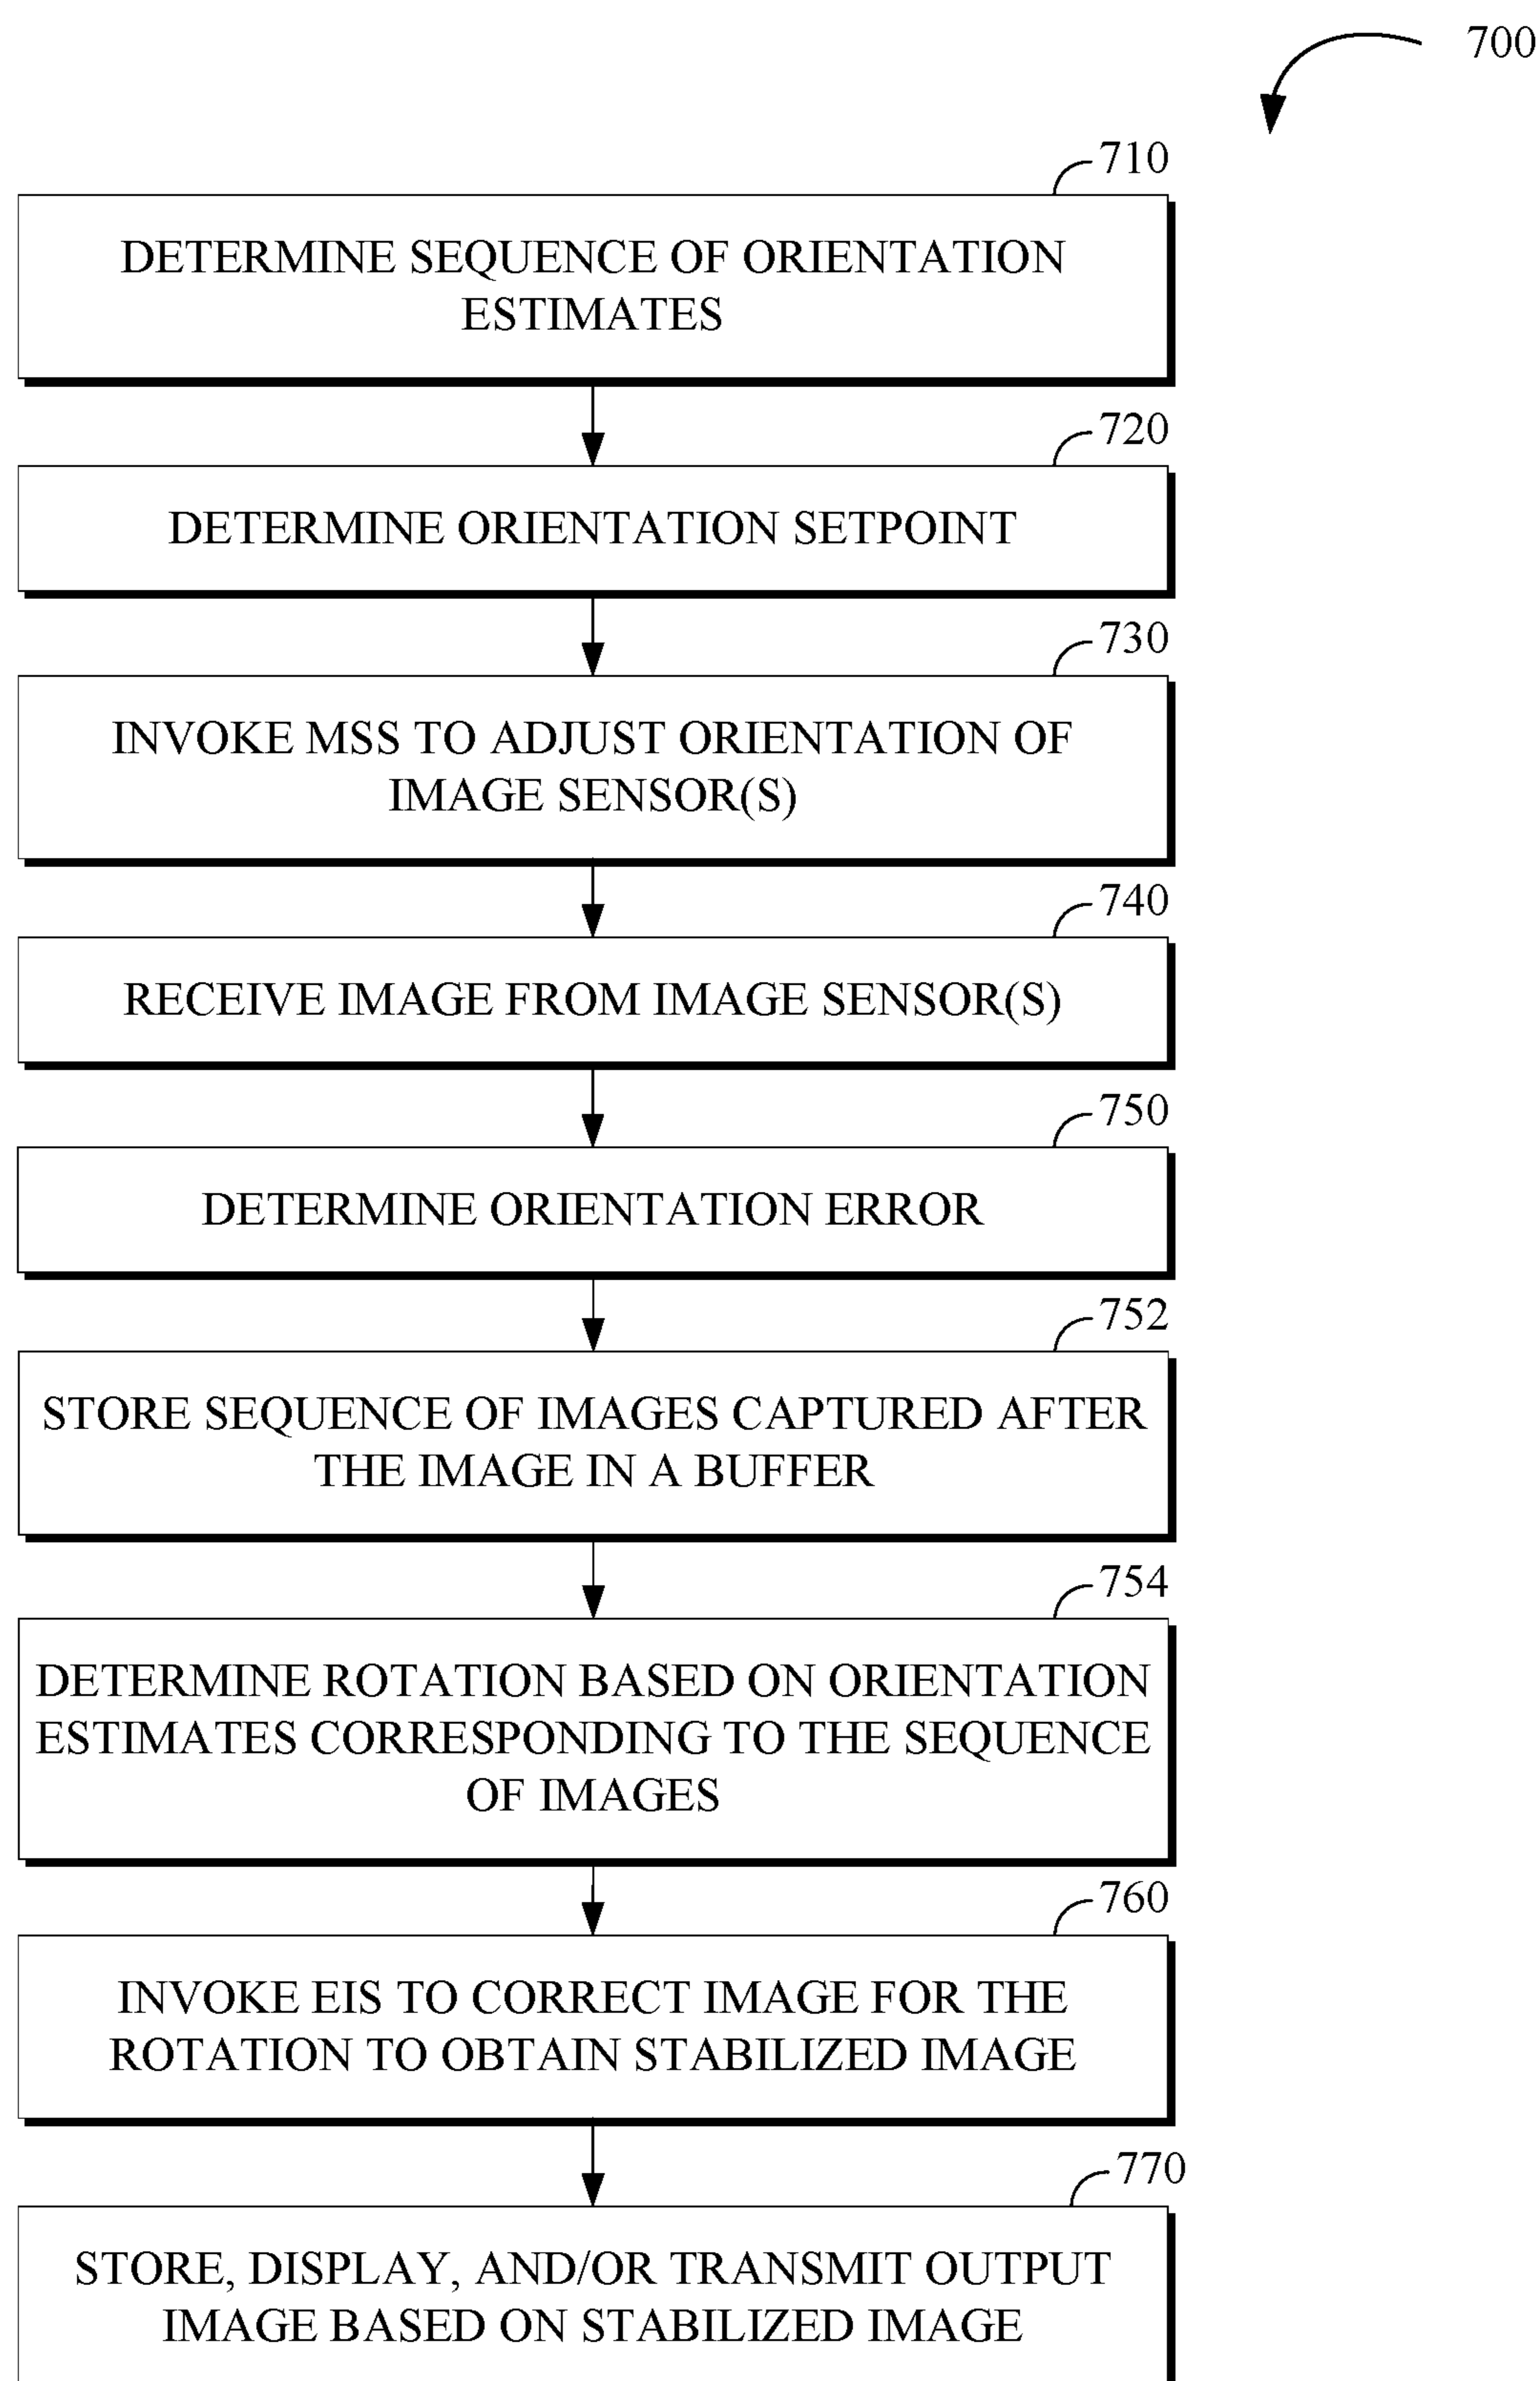 700
710
DETERMINE SEQUENCE OF ORIENTATION
ESTIMATES
720
DETERMINE ORIENTATION SETPOINT
730
INVOKE MSS TO ADJUST ORIENTATION OF
IMAGE SENSOR(S)
740
RECEIVE IMAGE FROM IMAGE SENSOR(S)
750
DETERMINE ORIENTATION ERROR
752
STORE SEQUENCE OF IMAGES CAPTURED AFTER
THE IMAGE IN A BUFFER
754
DETERMINE ROTATION BASED ON ORIENTATION
ESTIMATES CORRESPONDING TO THE SEQUENCE
OF IMAGES
760
INVOKE EIS TO CORRECT IMAGE FOR THE
ROTATION TO OBTAIN STABILIZED IMAGE
770
STORE, DISPLAY, AND/OR TRANSMIT OUTPUT
IMAGE BASED ON STABILIZED IMAGE